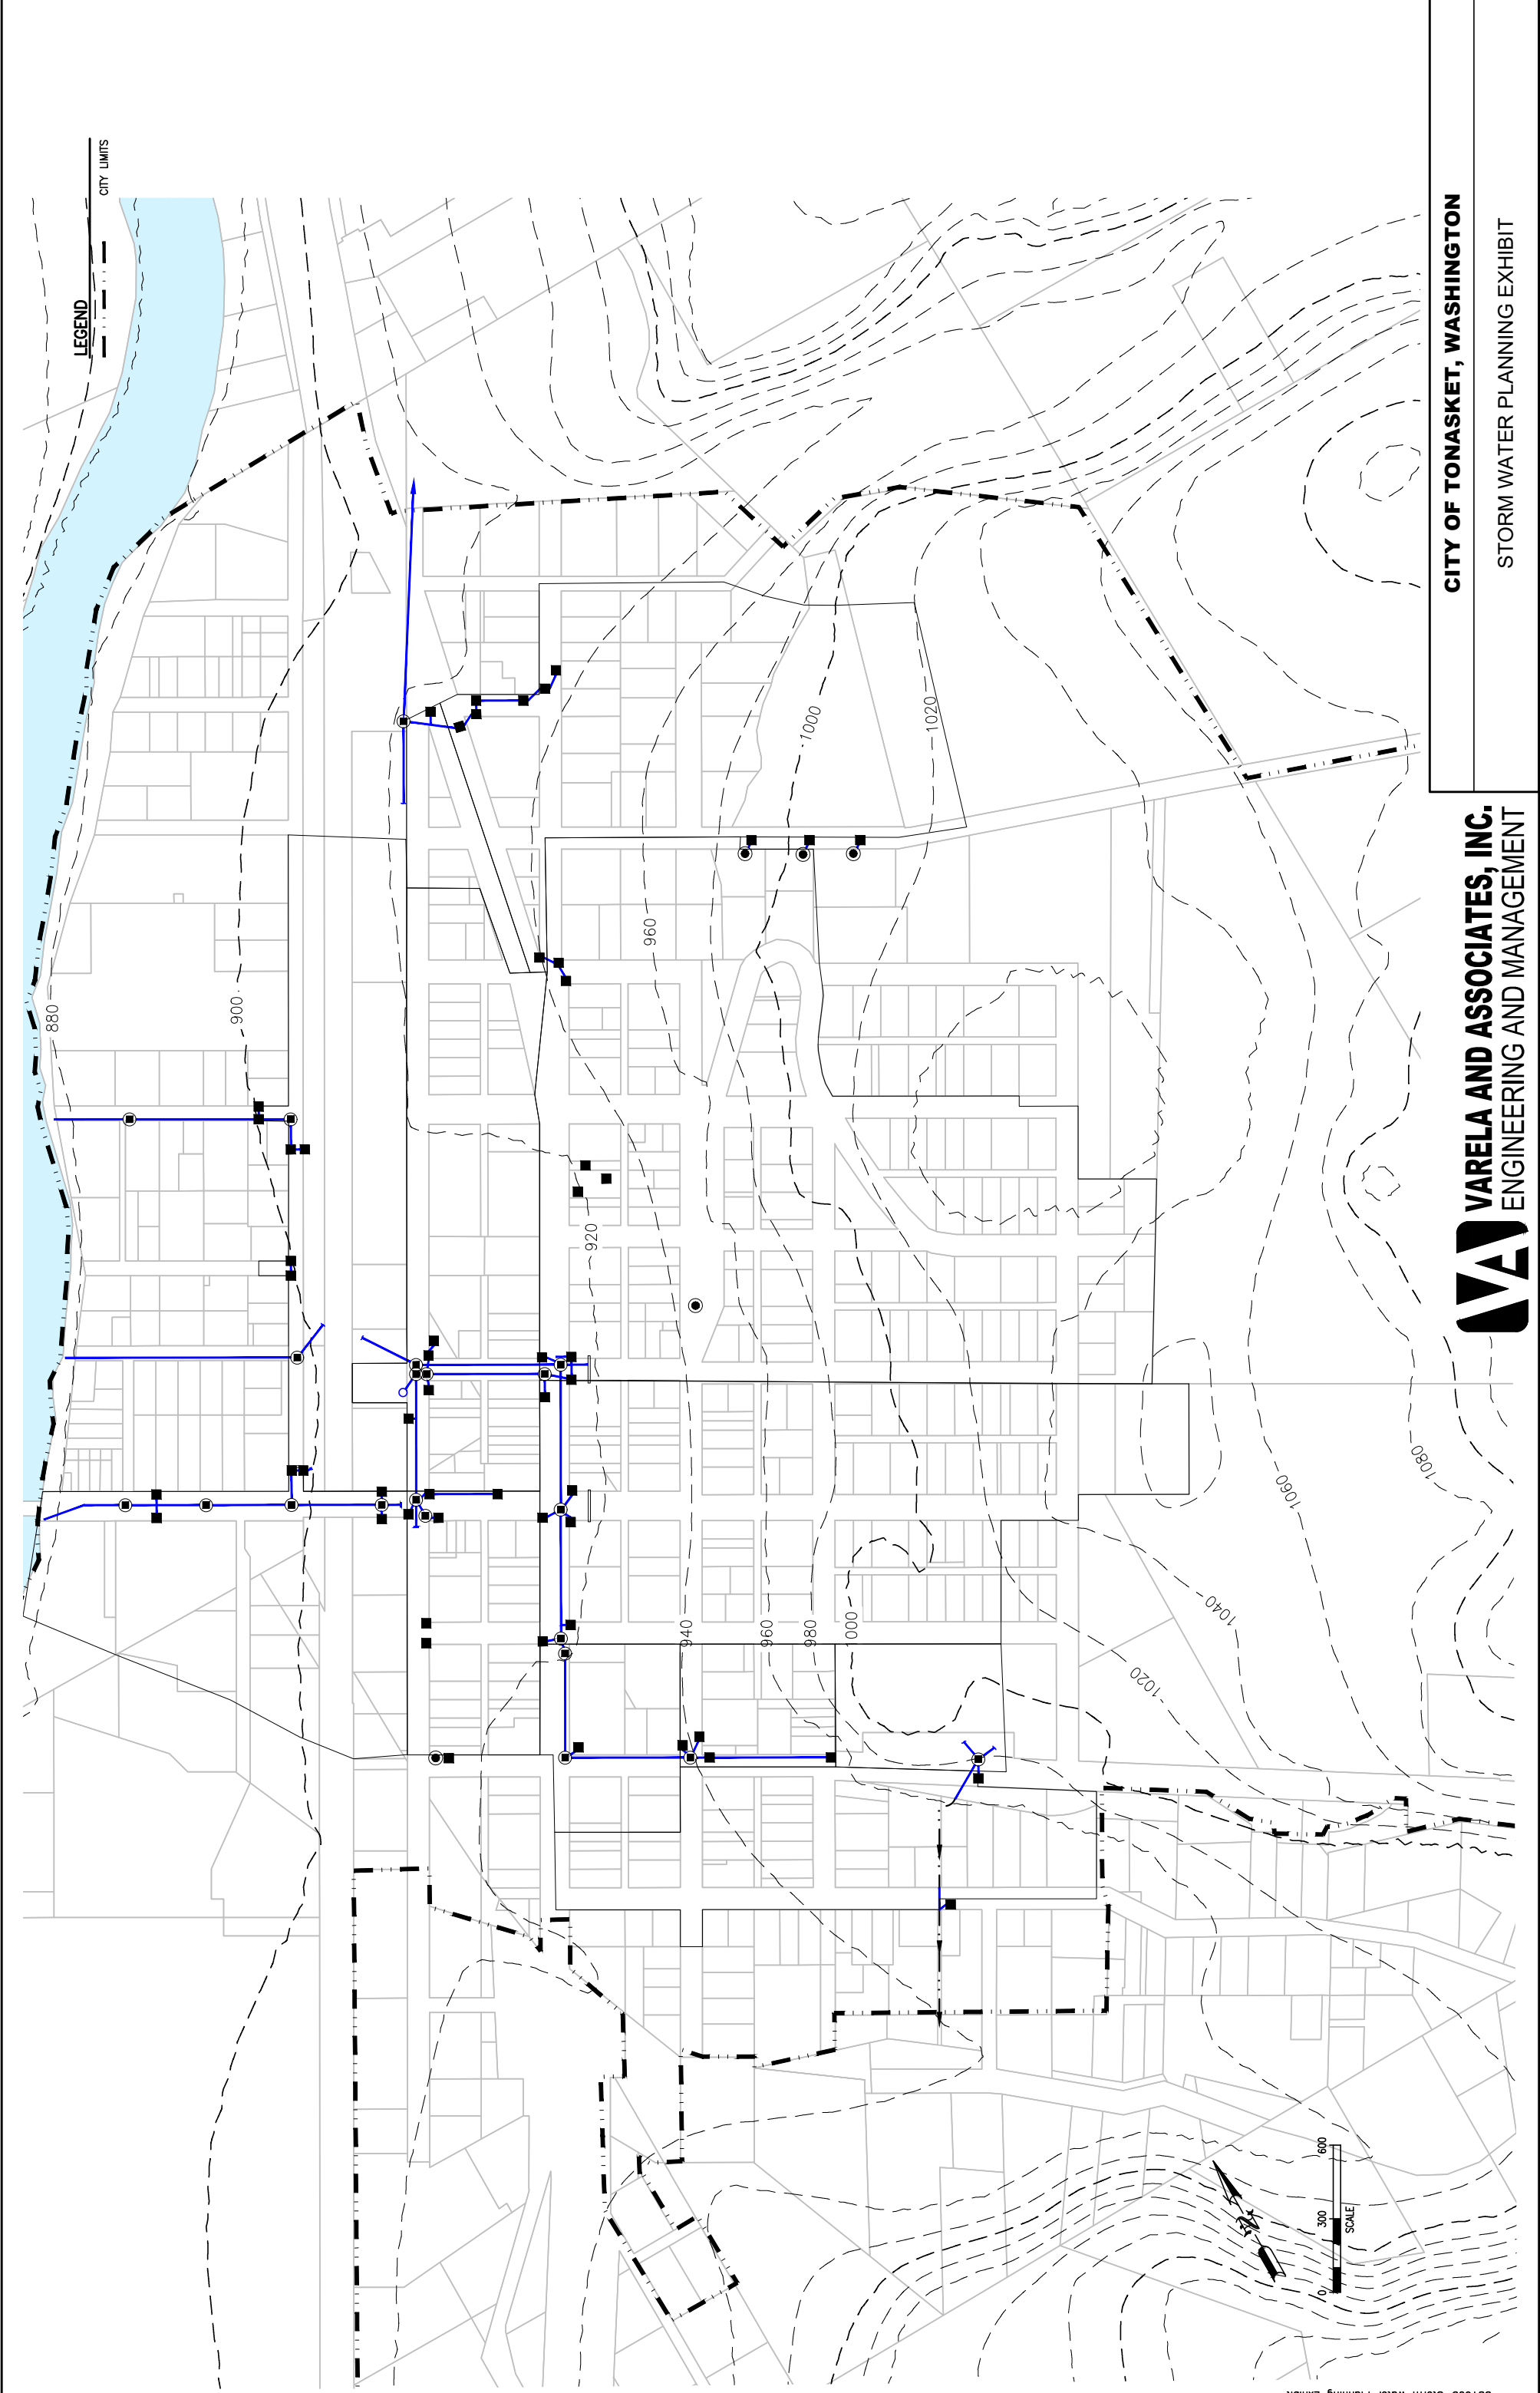 LEGEND
CITY LIMITS
880
900
960
1000
1020
920
940
960
980
1000
1020
1040
1060
1080
0
300
600
SCALE
CITY OF TONASKET, WASHINGTON
STORM WATER PLANNING EXHIBIT
VA
VARELA AND ASSOCIATES, INC.
ENGINEERING AND MANAGEMENT